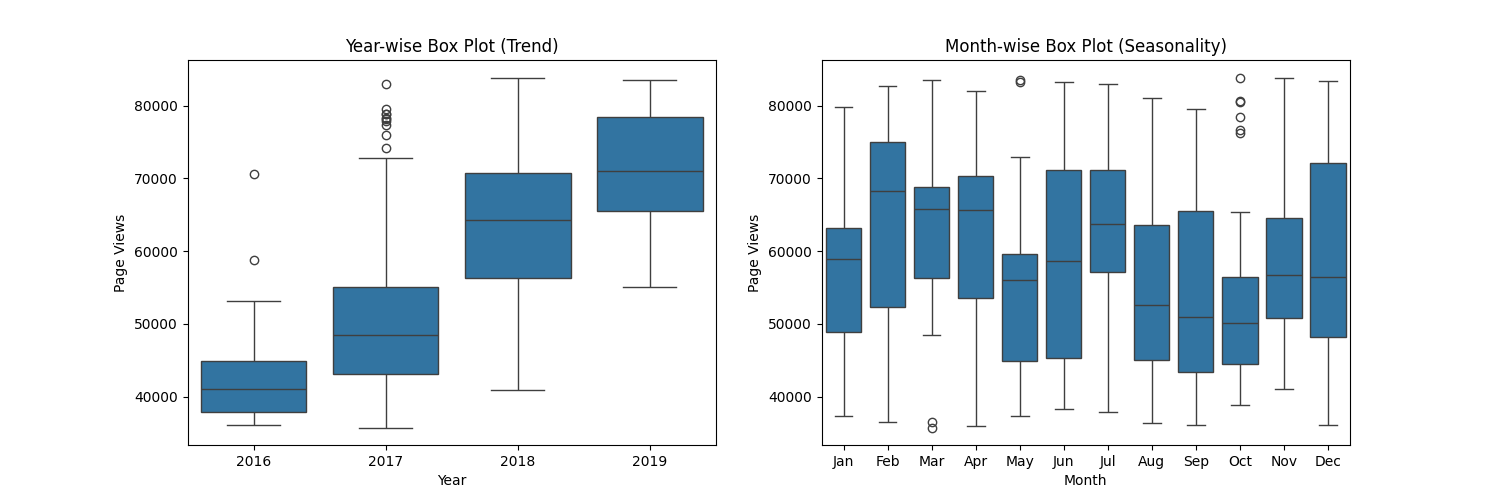 Year-wise Box Plot (Trend)
Page Views
80000
70000
60000
50000
40000
2016 2017 2018 2019
Year
Month-wise Box Plot (Seasonality)
Page Views
80000
70000
60000
50000
40000
Jan Feb Mar Apr May Jun Jul Aug Sep Oct Nov Dec
Month